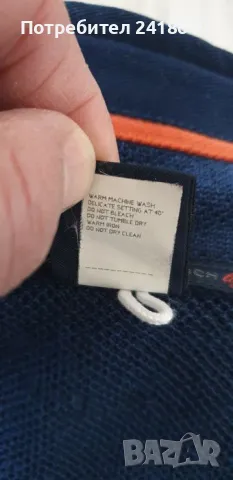 Потребител 24180
WARM MACHINE WASH
DELICATE SETTING AT 40°
DO NOT BLEACH
DO NOT TUMBLE DRY
WARM IRON
DO NOT DRY CLEAN
bazar